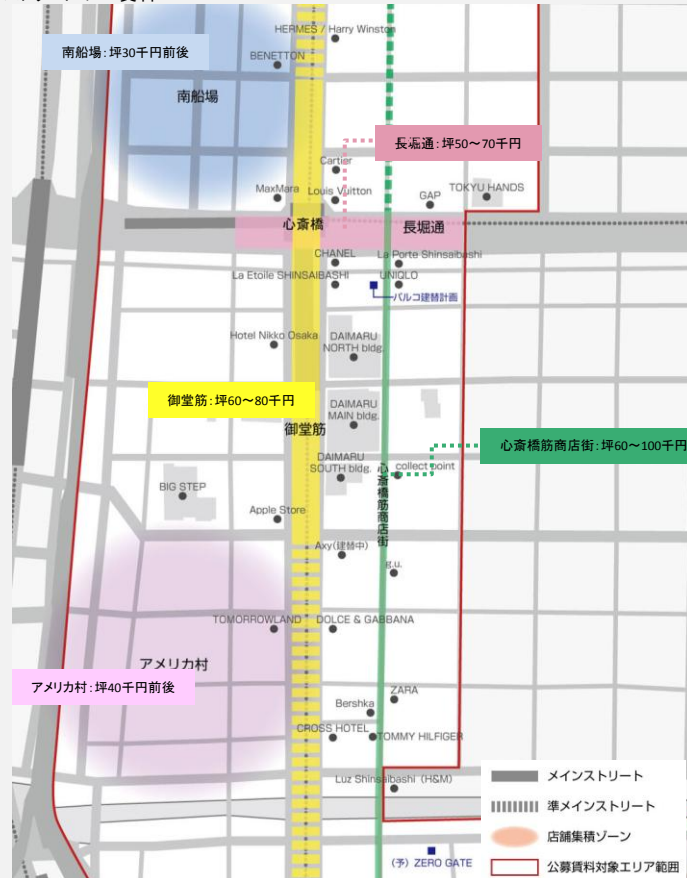 HERMES / Harry Winston
南船場：坪30千円前後
BENETTON
南船場
長堀通：坪50～70千円
Cartier
MaxMara
Louis Vuitton
GAP
TOKYU HANDS
心斎橋
長堀通
CHANEL
La Porte Shinsaibashi
La Etoile SHINSAIBASHI
UNIQLO
パルコ建替計画
Hotel Nikko Osaka
DAIMARU
NORTH bldg.
御堂筋：坪60～80千円
DAIMARU
MAIN bldg.
御堂筋
心斎橋筋商店街：坪60～100千円
DAIMARU
SOUTH bldg.
collect point
心斎橋筋商店街
BIG STEP
Apple Store
Axy(建替中)
g.u.
TOMORROWLAND
DOLCE & GABBANA
アメリカ村
アメリカ村：坪40千円前後
ZARA
Bershka
CROSS HOTEL
TOMMY HILFIGER
Luz Shinsaibashi (H&M)
メインストリート
準メインストリート
店舗集積ゾーン
(予) ZERO GATE
公募賃料対象エリア範囲